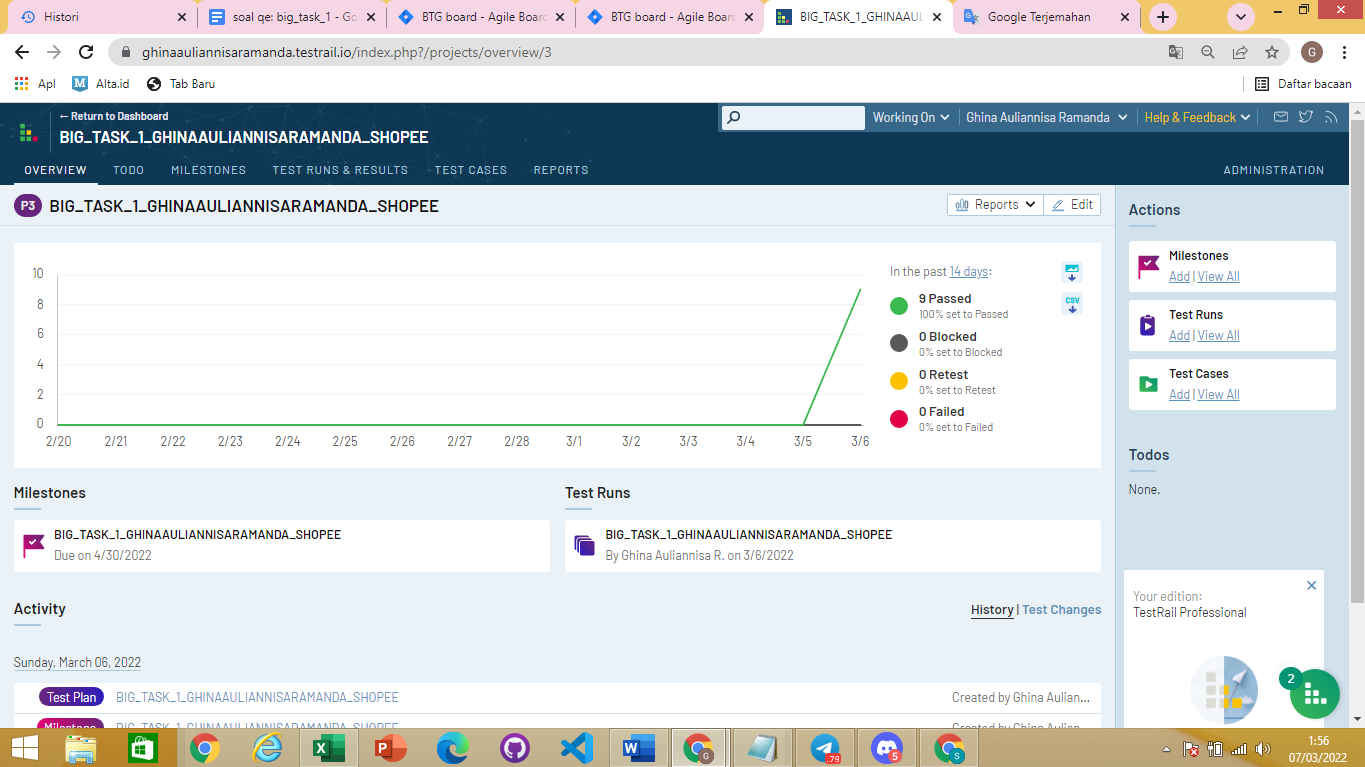 Histori
soal qe: big_task_1 - Go
BTG board - Agile Board
BTG board - Agile Board
BIG_TASK_1_GHINAAUL
Google Terjemahan
ghinaauliannisaramanda.testrail.io/index.php?/projects/overview/3
G
Apl
Alta.id
Tab Baru
Daftar bacaan
← Return to Dashboard
BIG_TASK_1_GHINAAULIANNISARAMANDA_SHOPEE
Working On
Ghina Auliannisa Ramanda
Help & Feedback
OVERVIEW TODO MILESTONES TEST RUNS & RESULTS TEST CASES REPORTS ADMINISTRATION
P3 BIG_TASK_1_GHINAAULIANNISARAMANDA_SHOPEE
Reports
Edit
10
8
6
4
2
0
2/20 2/21 2/22 2/23 2/24 2/25 2/26 2/27 2/28 3/1 3/2 3/3 3/4 3/5 3/6
In the past 14 days:
CSV
9 Passed
100% set to Passed
0 Blocked
0% set to Blocked
0 Retest
0% set to Retest
0 Failed
0% set to Failed
Milestones
BIG_TASK_1_GHINAAULIANNISARAMANDA_SHOPEE
Due on 4/30/2022
Test Runs
BIG_TASK_1_GHINAAULIANNISARAMANDA_SHOPEE
By Ghina Auliannisa R. on 3/6/2022
Activity
History | Test Changes
Sunday, March 06, 2022
Test Plan BIG_TASK_1_GHINAAULIANNISARAMANDA_SHOPEE Created by Ghina Aulian...
Milestone BIG_TASK_1_GHINAAULIANNISARAMANDA_SHOPEE Created by Ghina Aulian...
Actions
Milestones
Add | View All
Test Runs
Add | View All
Test Cases
Add | View All
Todos
None.
Your edition:
TestRail Professional
2
G
.79
5
S
1:56
07/03/2022